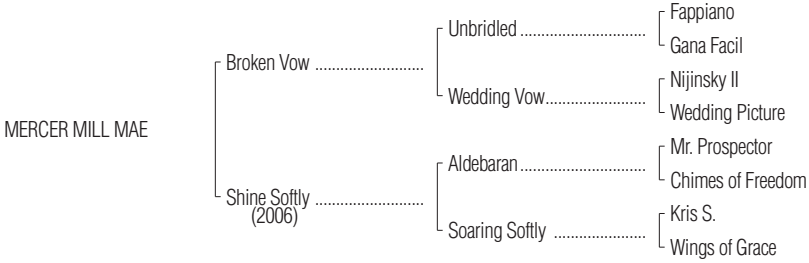 Fappiano
Unbridled
Gana Facil
Broken Vow
Nijinsky II
Wedding Vow
Wedding Picture
MERCER MILL MAE
Mr. Prospector
Aldebaran
Chimes of Freedom
Shine Softly
(2006)
Kris S.
Soaring Softly
Wings of Grace